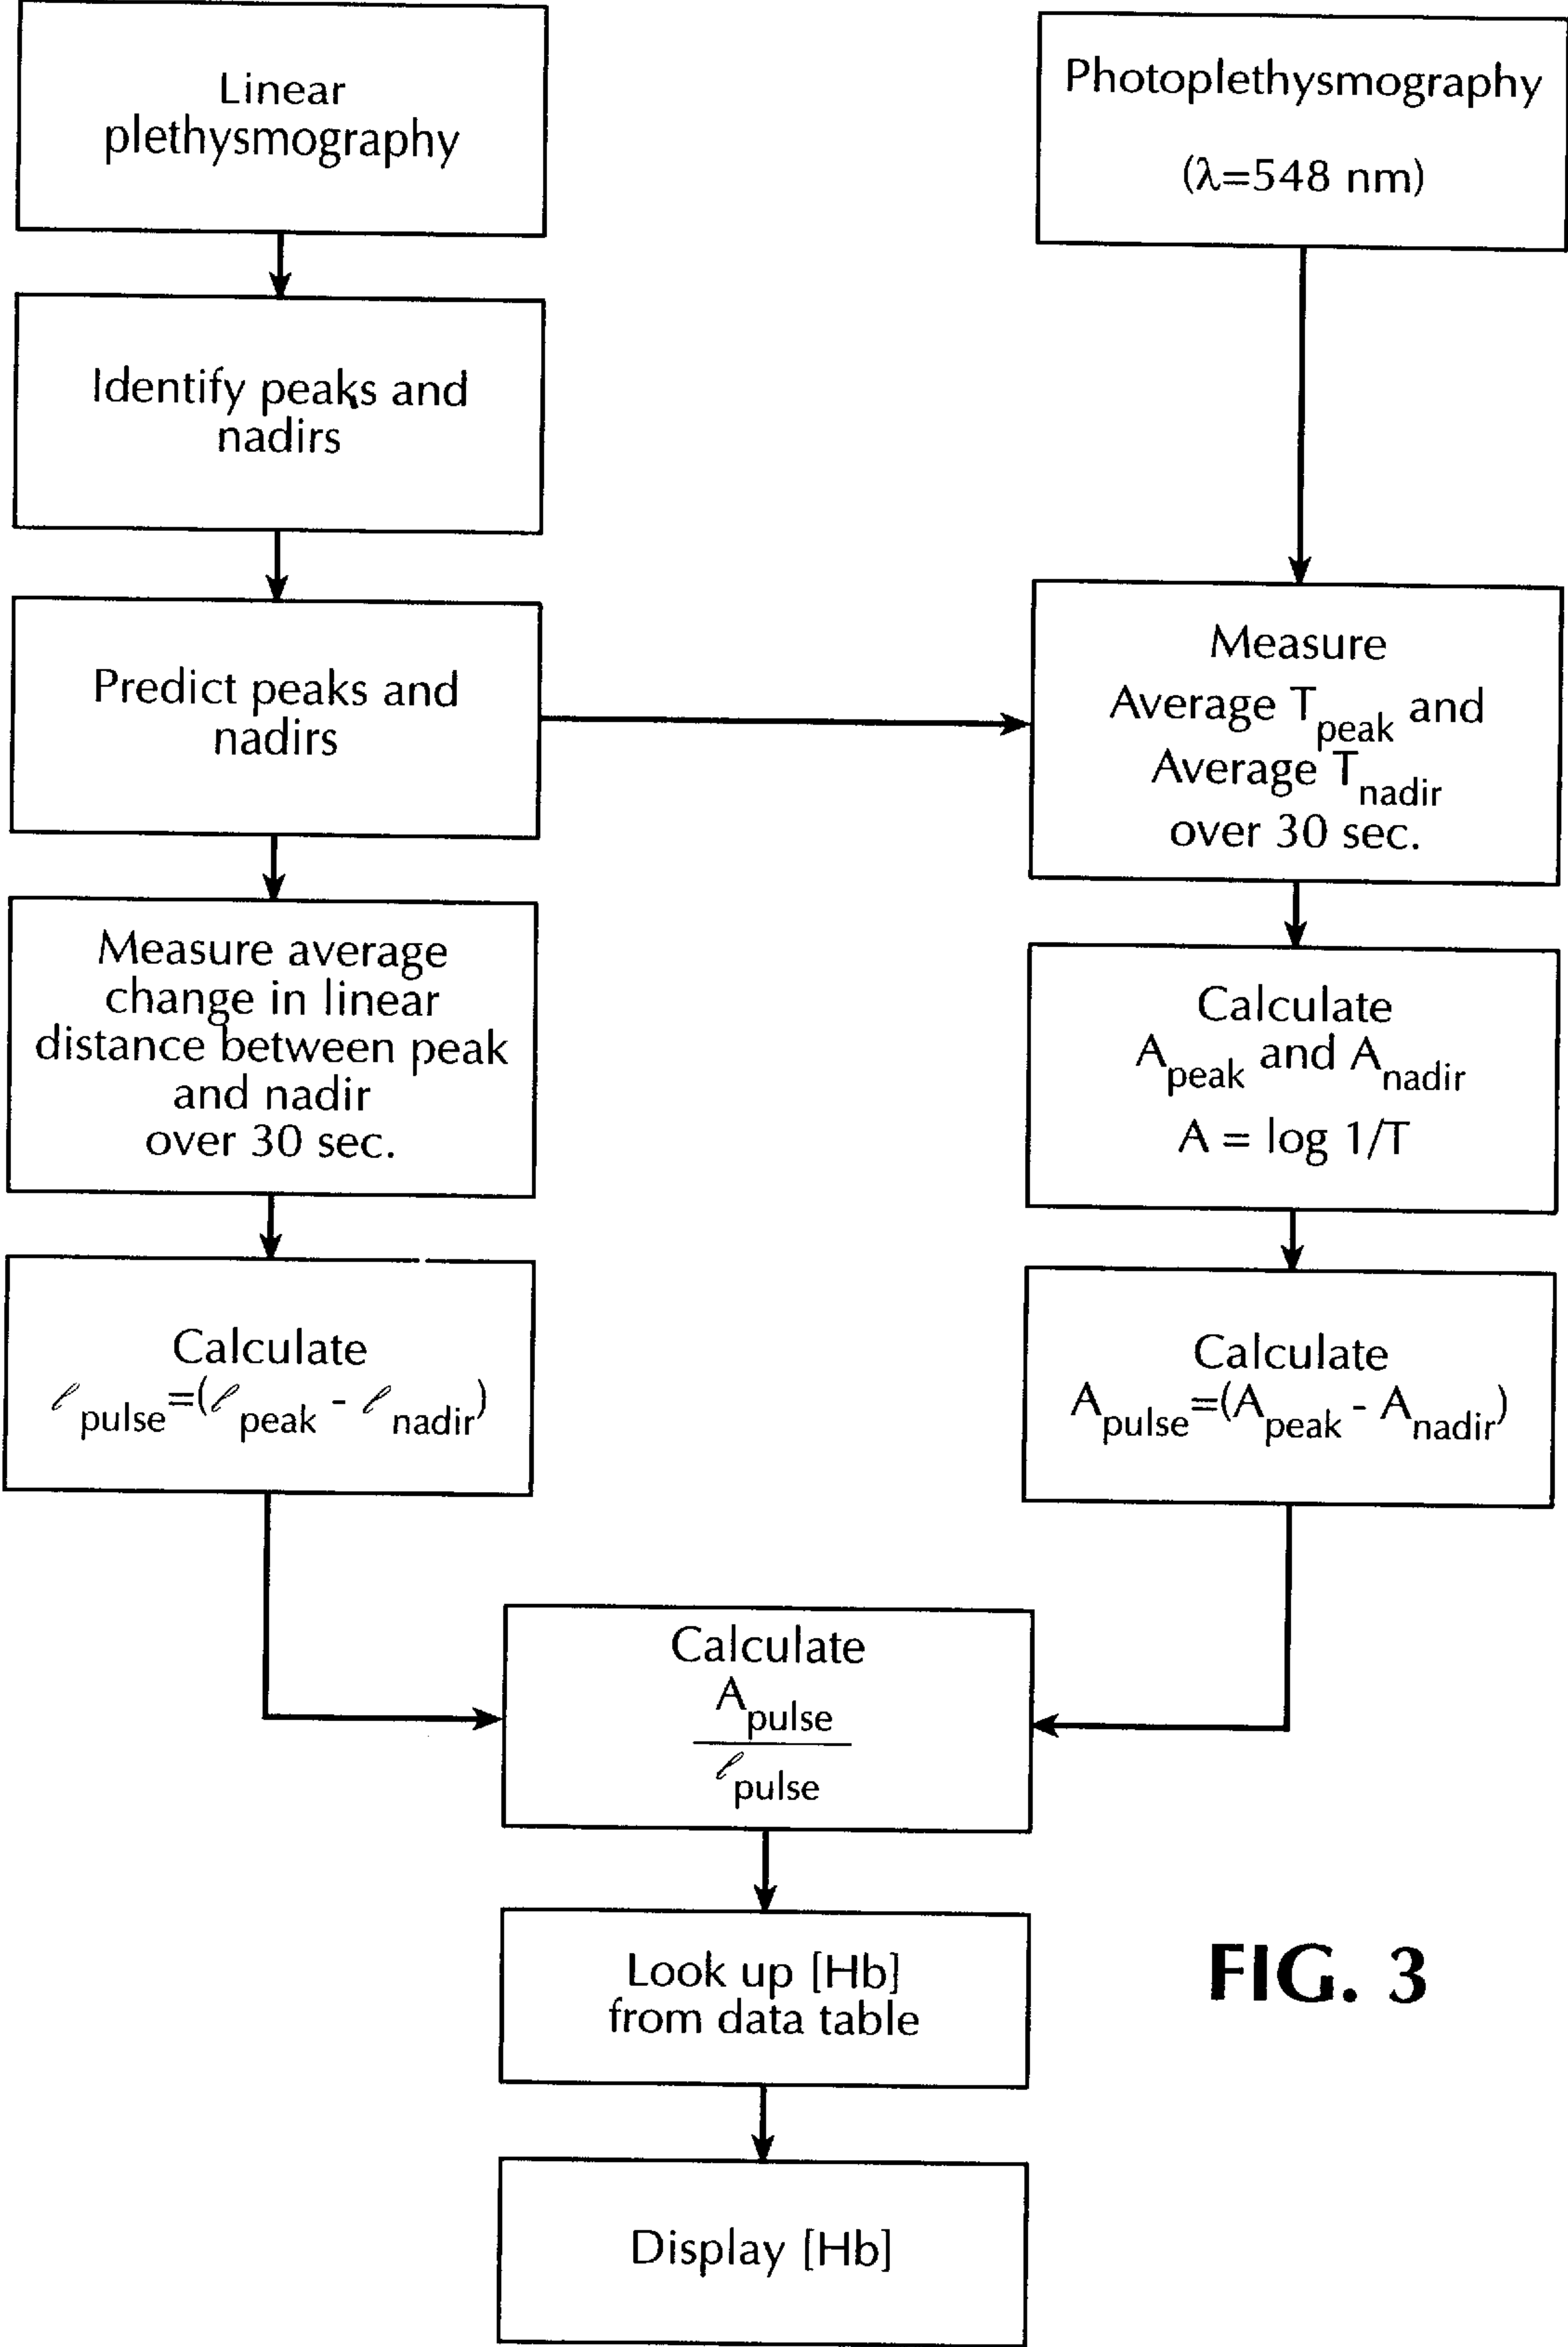 Linear
plethysmography
Identify peaks and
nadirs
Predict peaks and
nadirs
Measure average
change in linear
distance between peak
and nadir
over 30 sec.
Calculate
ℓpulse=(ℓpeak - ℓnadir)
Photoplethysmography
(λ=548 nm)
Measure
Average Tpeak and
Average Tnadir
over 30 sec.
Calculate
Apeak and Anadir
A = log 1/T
Calculate
Apulse=(Apeak - Anadir)
Calculate
Apulse
ℓpulse
Look up [Hb]
from data table
Display [Hb]
FIG. 3